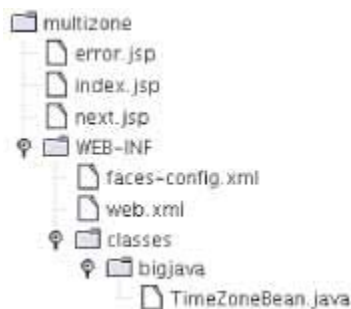 multizone
error.jsp
index.jsp
next.jsp
WEB-INF
faces-config.xml
web.xml
classes
bigjava
TimeZoneBean.java